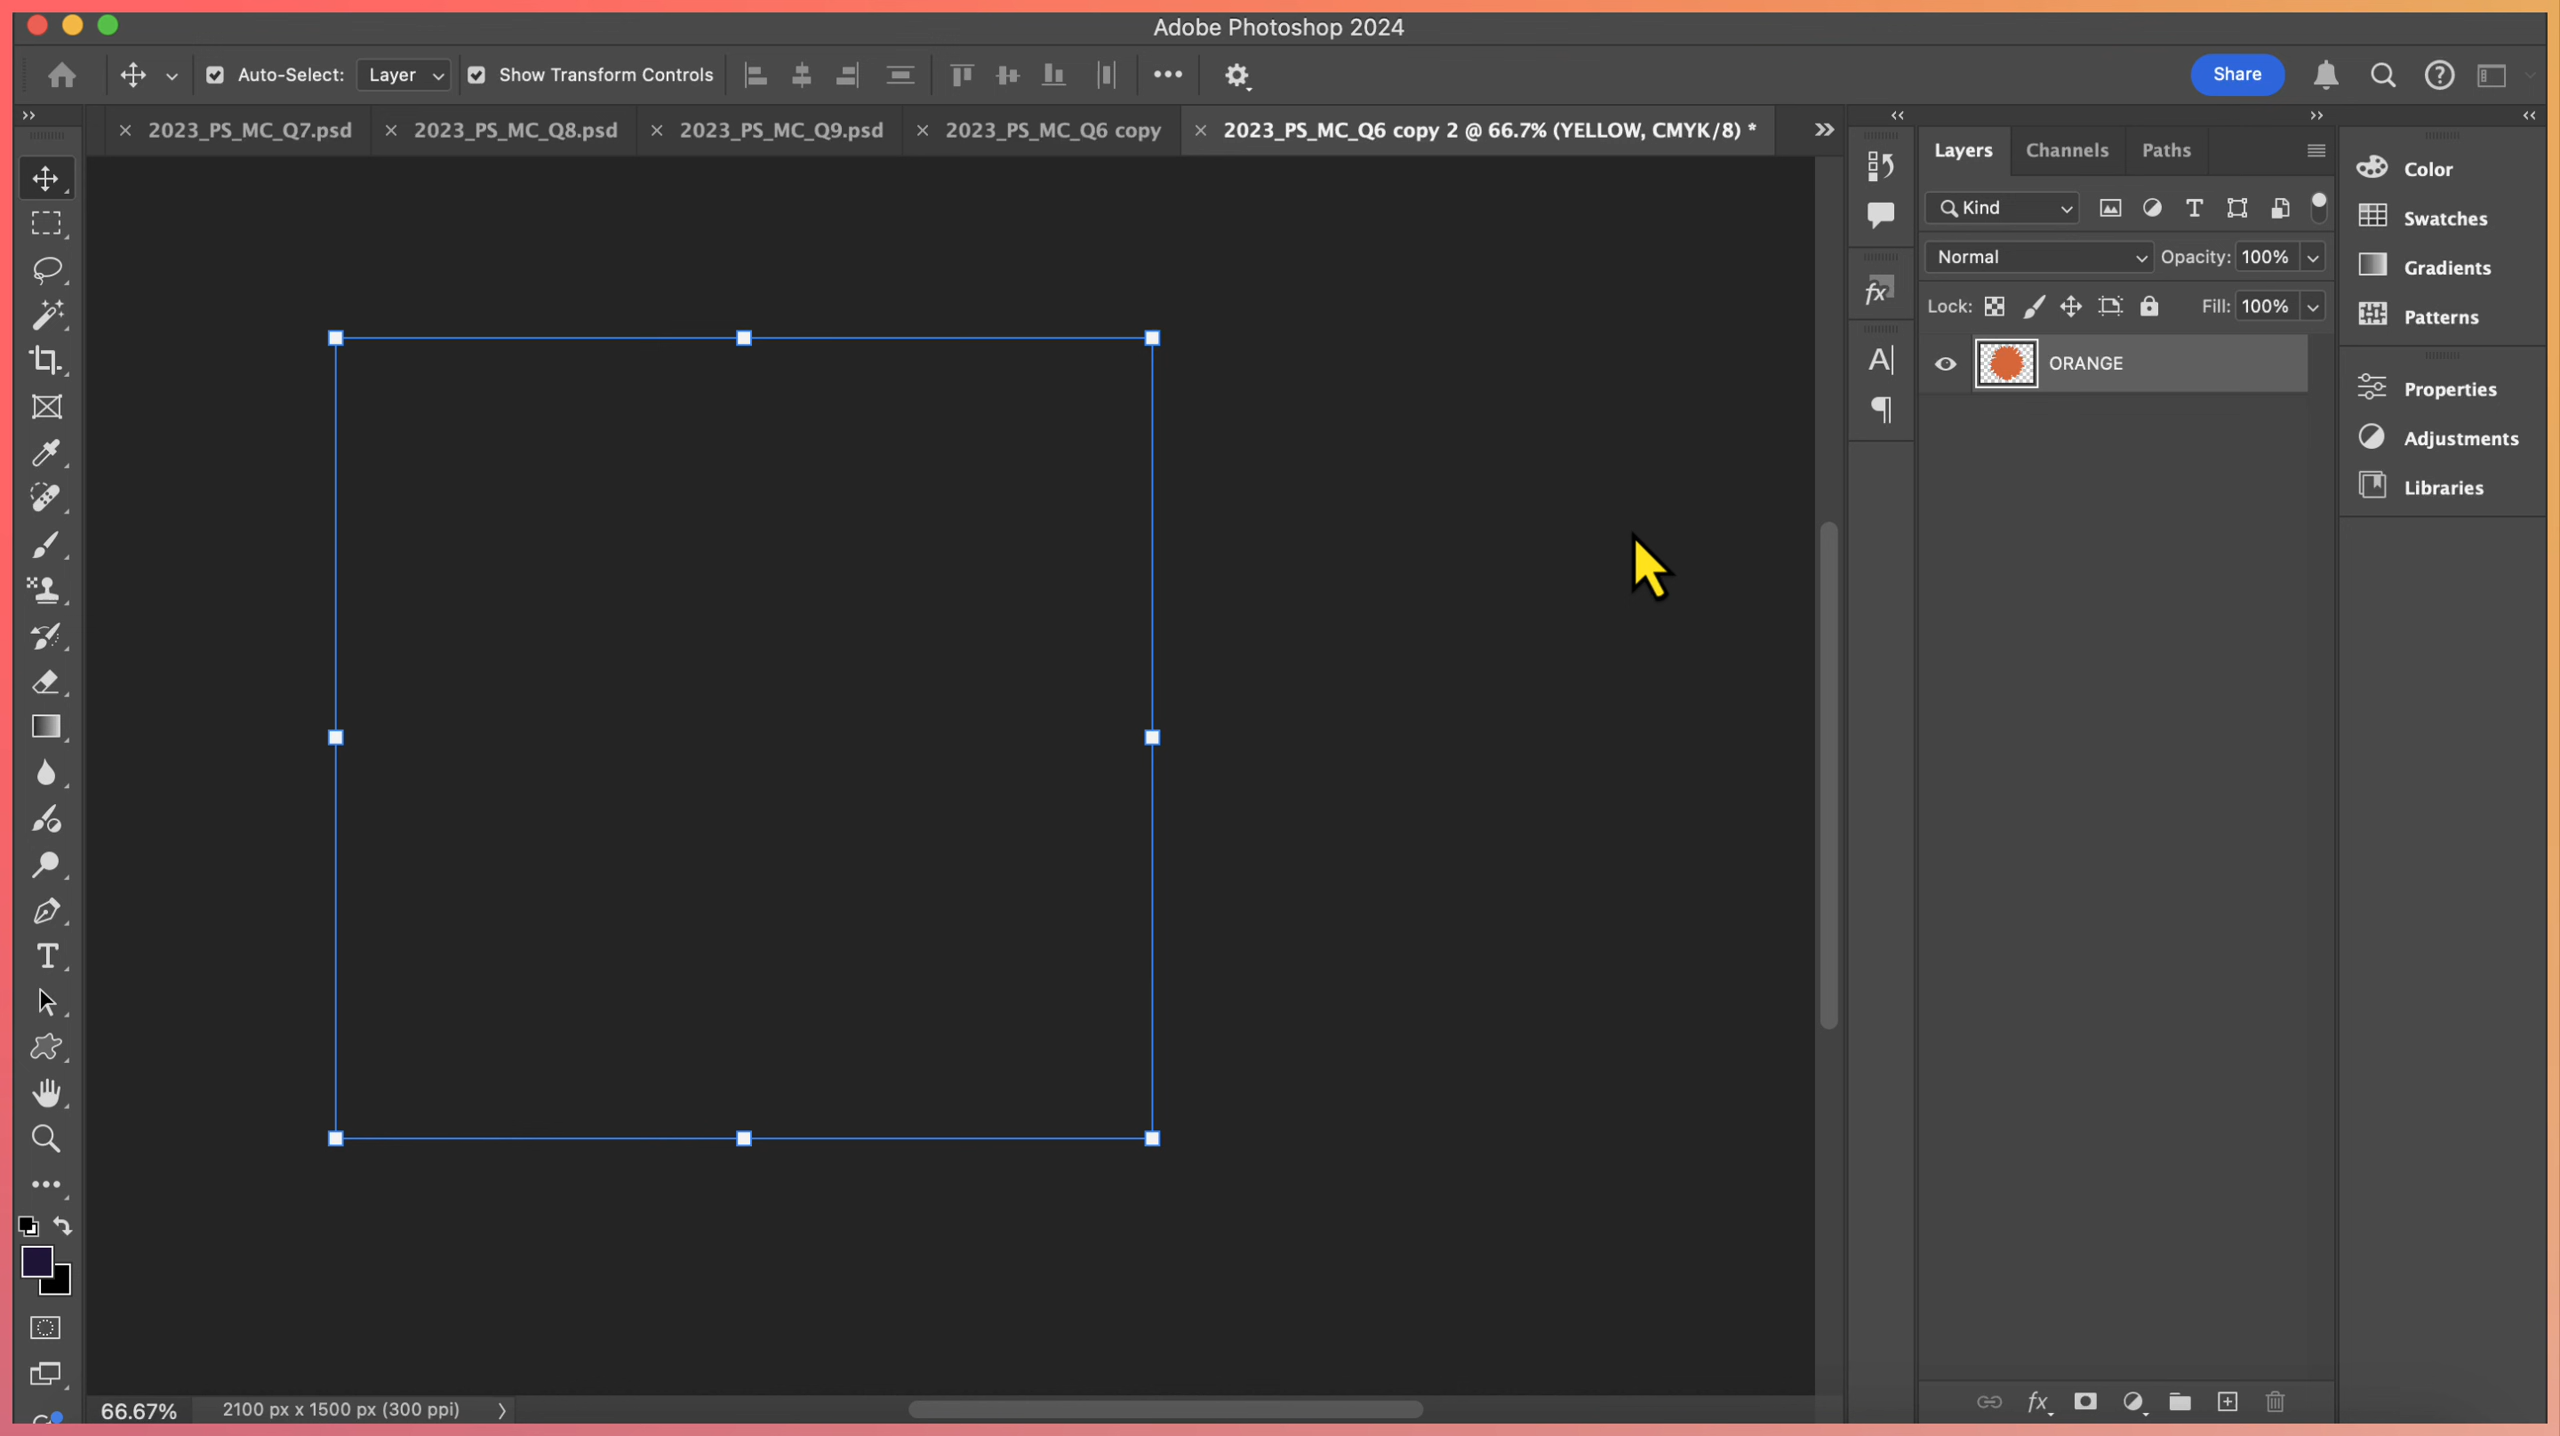 Adobe Photoshop 2024
Auto-Select: Layer Show Transform Controls Share
2023_PS_MC_Q7.psd 2023_PS_MC_Q8.psd 2023_PS_MC_Q9.psd 2023_PS_MC_Q6 copy 2023_PS_MC_Q6 copy 2 @ 66.7% (YELLOW, CMYK/8) *
Layers Channels Paths
Kind
Normal Opacity: 100%
Lock: Fill: 100%
ORANGE
Color
Swatches
Gradients
Patterns
Properties
Adjustments
Libraries
66.67% 2100 px x 1500 px (300 ppi)